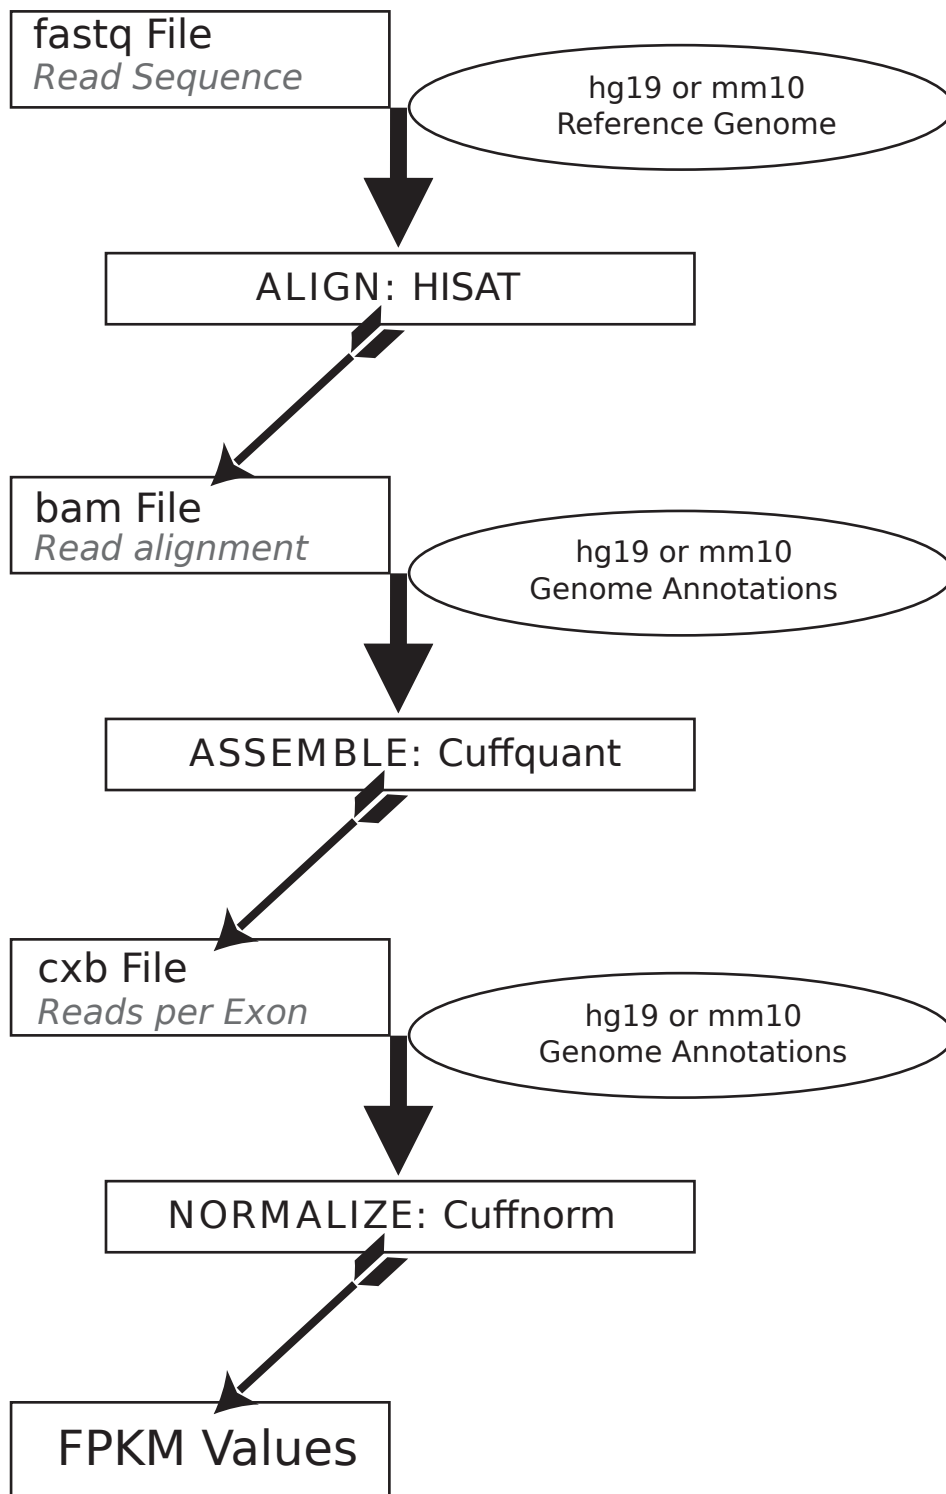 fastq File
Read Sequence
hg19 or mm10
Reference Genome
ALIGN: HISAT
bam File
Read alignment
hg19 or mm10
Genome Annotations
ASSEMBLE: Cuffquant
cxb File
Reads per Exon
hg19 or mm10
Genome Annotations
NORMALIZE: Cuffnorm
FPKM Values